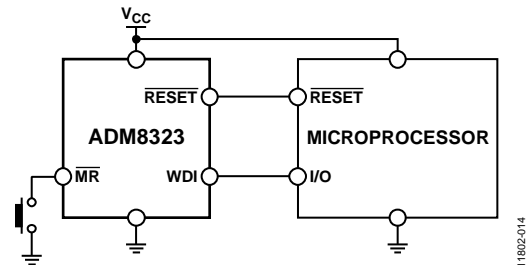 VCC
RESET RESET
ADM8323 MICROPROCESSOR
MR WDI I/O
11802-014